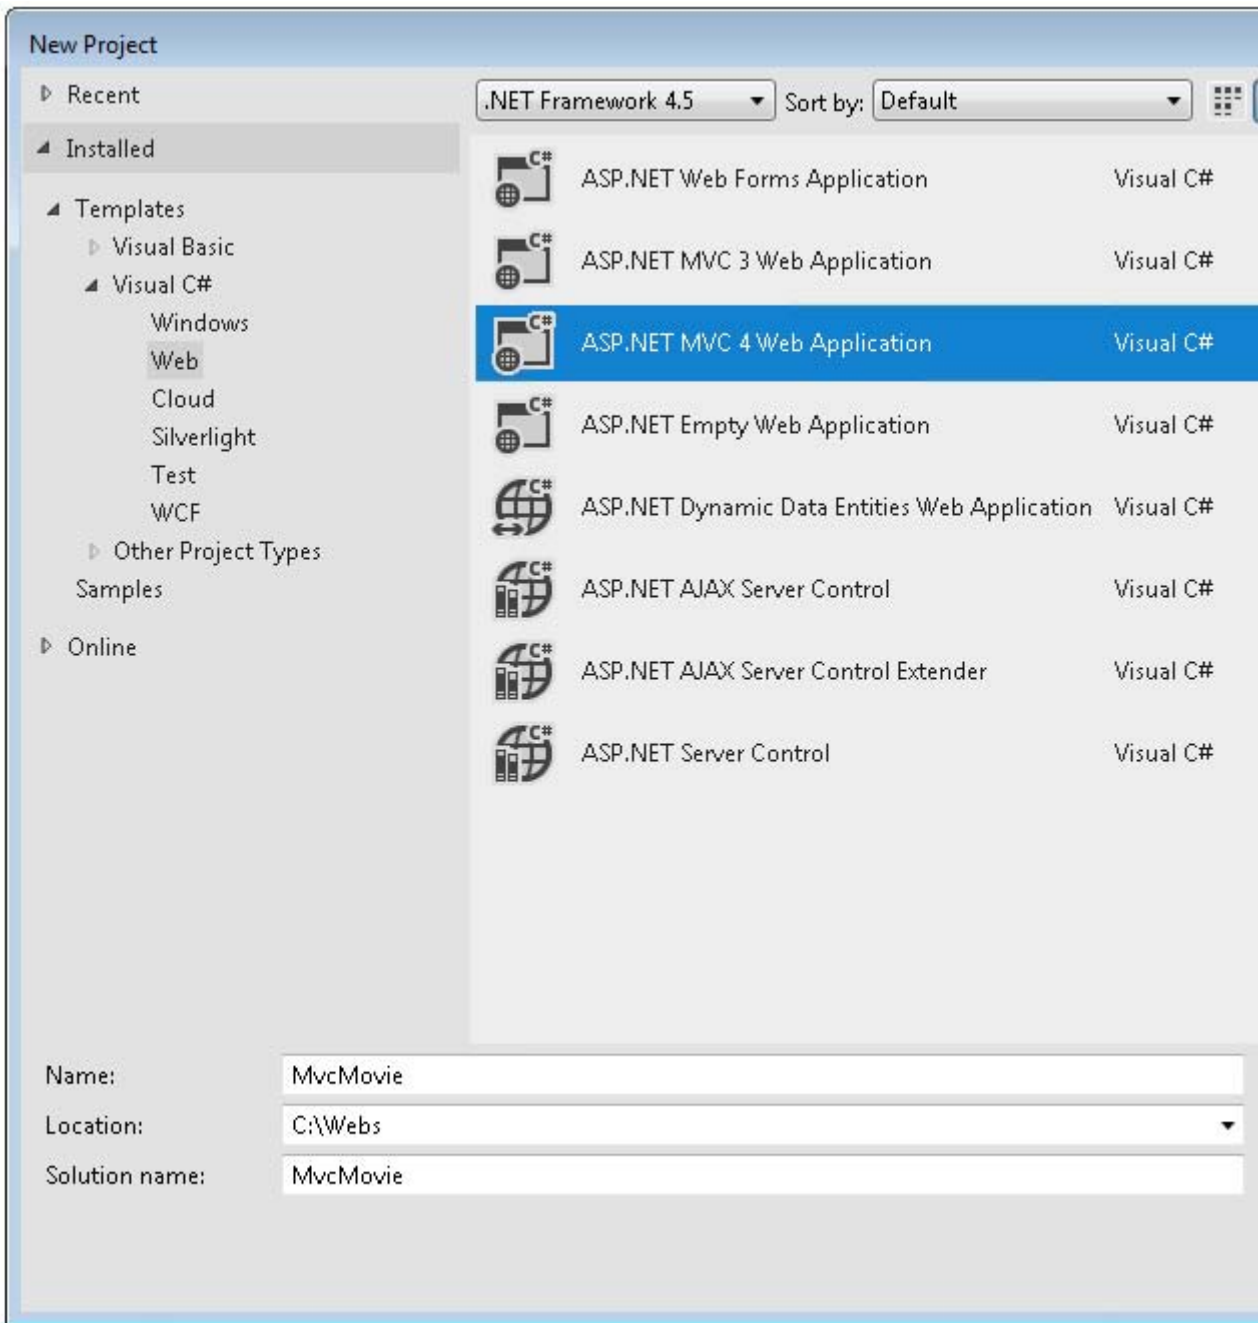 New Project
Recent
Installed
Templates
Visual Basic
Visual C#
Windows
Web
Cloud
Silverlight
Test
WCF
Other Project Types
Samples
Online
.NET Framework 4.5 Sort by: Default
C# ASP.NET Web Forms Application Visual C#
C# ASP.NET MVC 3 Web Application Visual C#
C# ASP.NET MVC 4 Web Application Visual C#
C# ASP.NET Empty Web Application Visual C#
C# ASP.NET Dynamic Data Entities Web Application Visual C#
C# ASP.NET AJAX Server Control Visual C#
C# ASP.NET AJAX Server Control Extender Visual C#
C# ASP.NET Server Control Visual C#
Name: MvcMovie
Location: C:\Webs
Solution name: MvcMovie